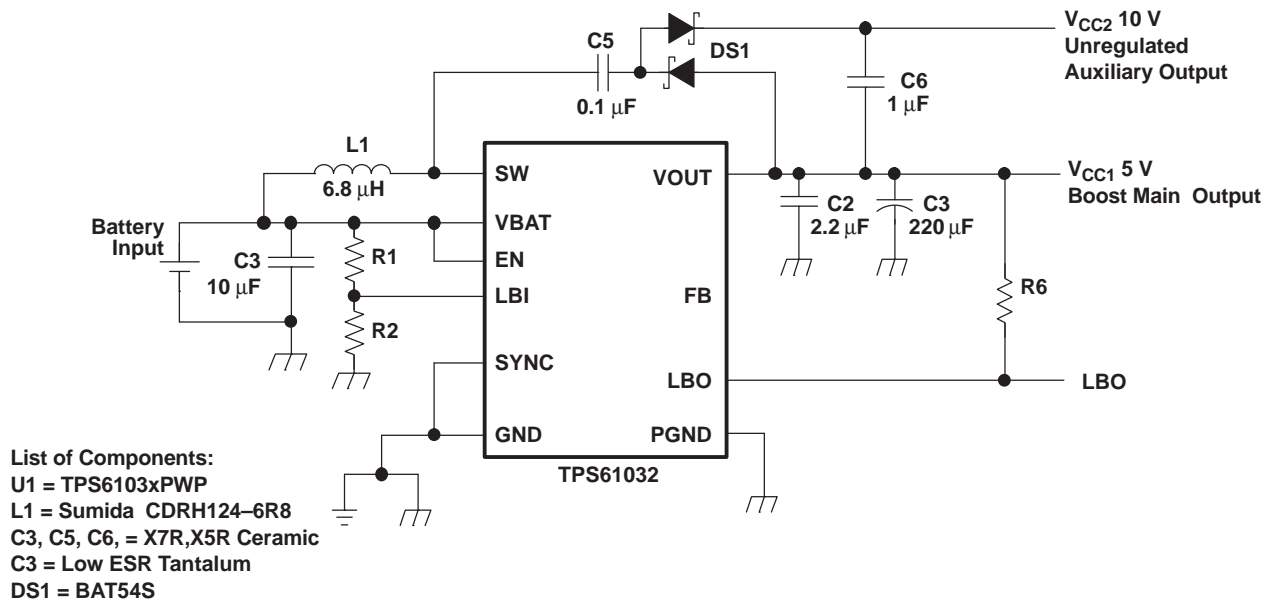 C5
0.1 μF
DS1
C6
1 μF
VCC2 10 V
Unregulated
Auxiliary Output
L1
6.8 μH
SW
VOUT
VCC1 5 V
Boost Main  Output
Battery
Input
C3
10 μF
R1
R2
VBAT
EN
LBI
SYNC
GND
FB
LBO
PGND
C2
2.2 μF
C3
220 μF
R6
LBO
TPS61032
List of Components:
U1 = TPS6103xPWP
L1 = Sumida  CDRH124–6R8
C3, C5, C6, = X7R,X5R Ceramic
C3 = Low ESR Tantalum
DS1 = BAT54S